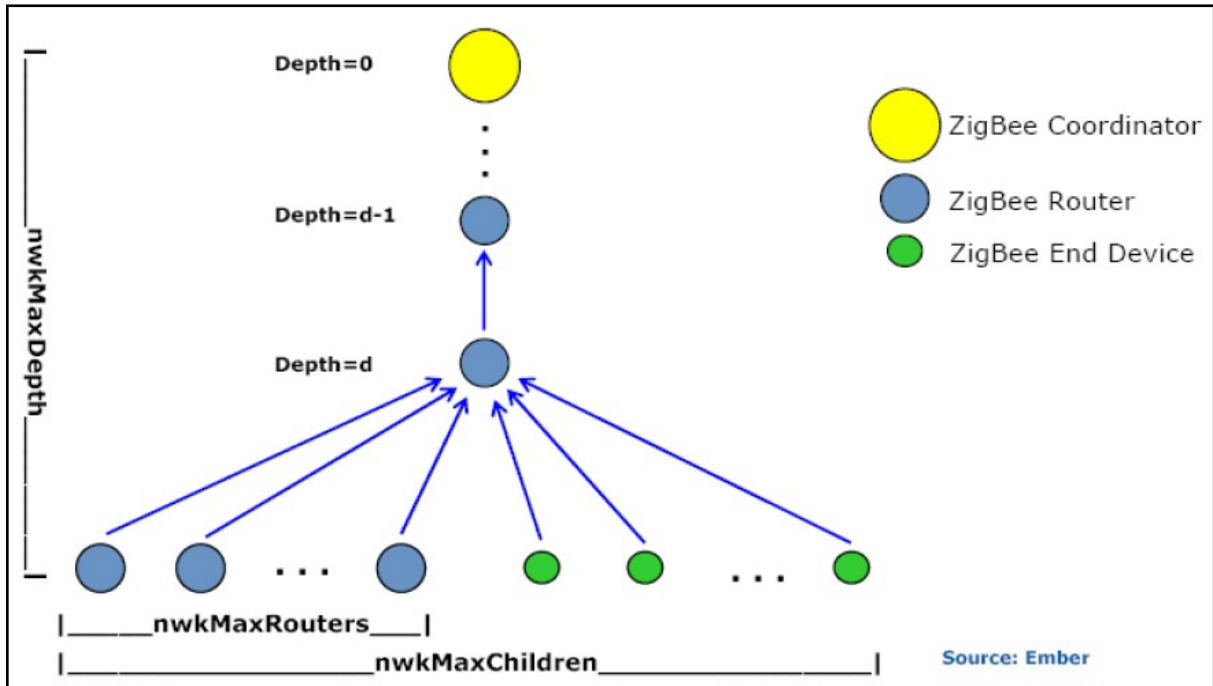 Depth=0
ZigBee Coordinator
Depth=d-1
ZigBee Router
ZigBee End Device
nwkMaxDepth
Depth=d
nwkMaxRouters
nwkMaxChildren
Source: Ember